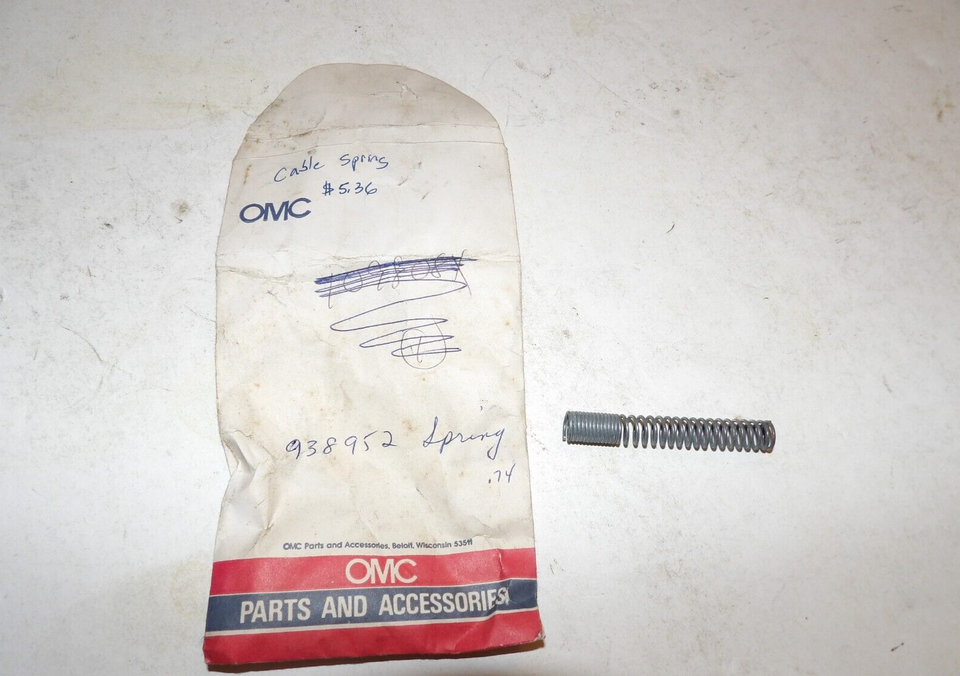 Cable Spring
$5.36
OMC
938952 Spring
.74
OMC Parts and Accessories, Beloit, Wisconsin 53511
OMC
PARTS AND ACCESSORIES